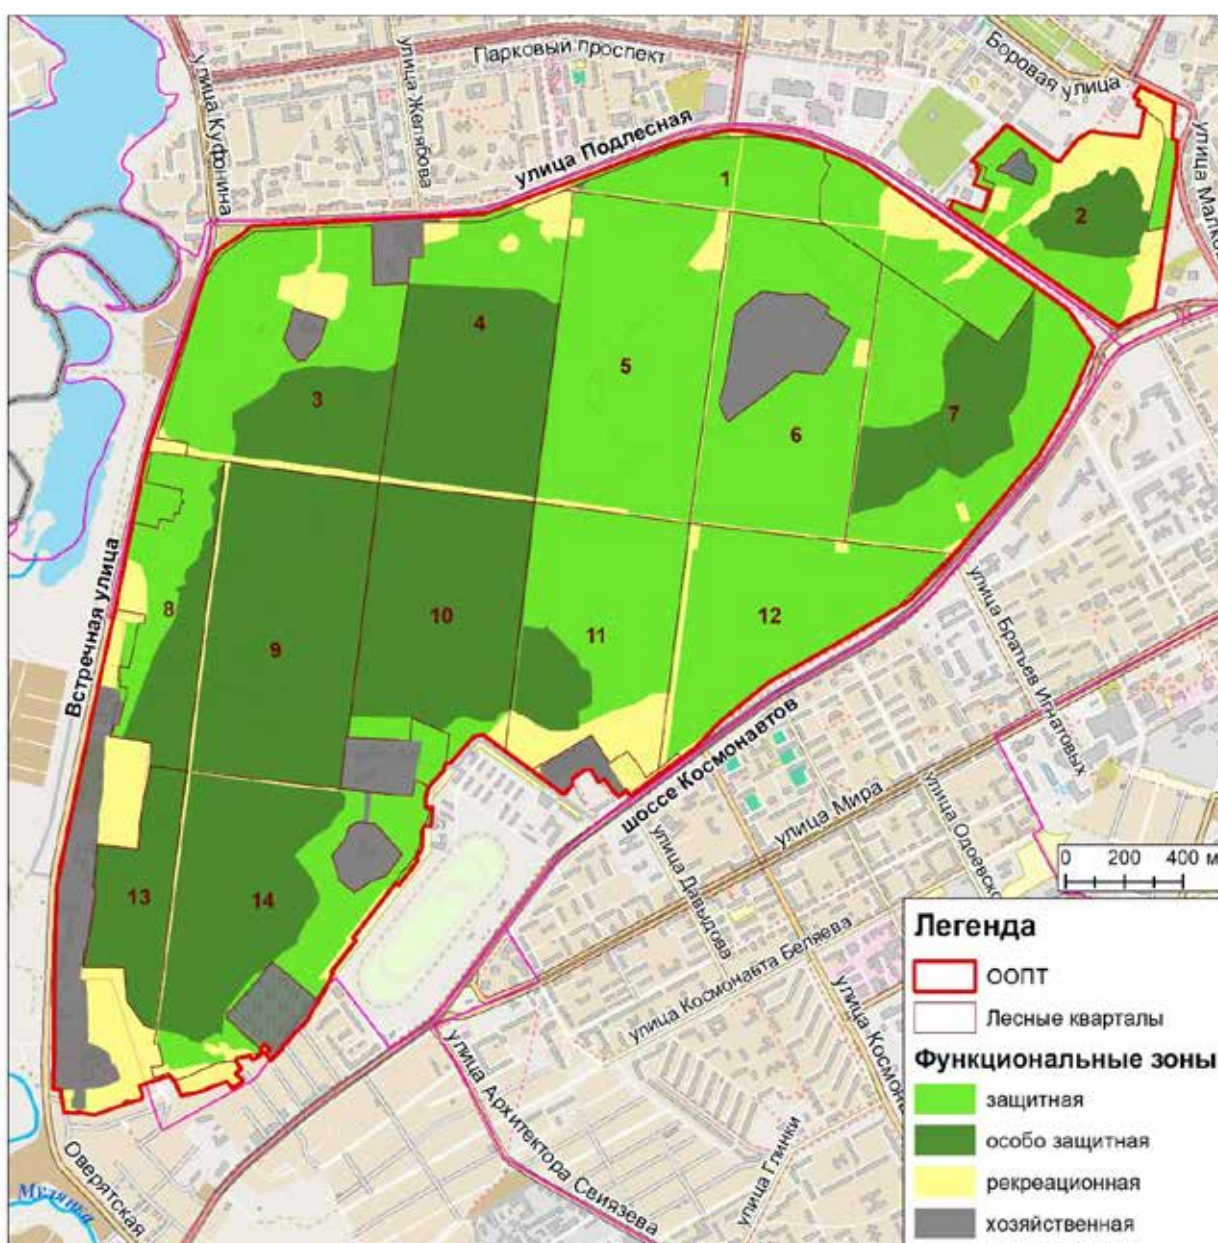 Парковый проспект
Боровая улица
улица Куфонина
улица Желябова
улица Подлесная
улица Малко
1
2
4
3
5
6
7
Встречная улица
8
9
10
11
12
улица Братьев Игнатовых
шоссе Космонавтов
улица Мира
улица Одоевско
улица Давыдова
13
14
улица Космонавта Беляева
улица Космона
улица Архитектора Свиязева
улица Глинки
Оверятская
Мулянка
0 200 400 м
Легенда
ООПТ
Лесные кварталы
Функциональные зоны
защитная
особо защитная
рекреационная
хозяйственная